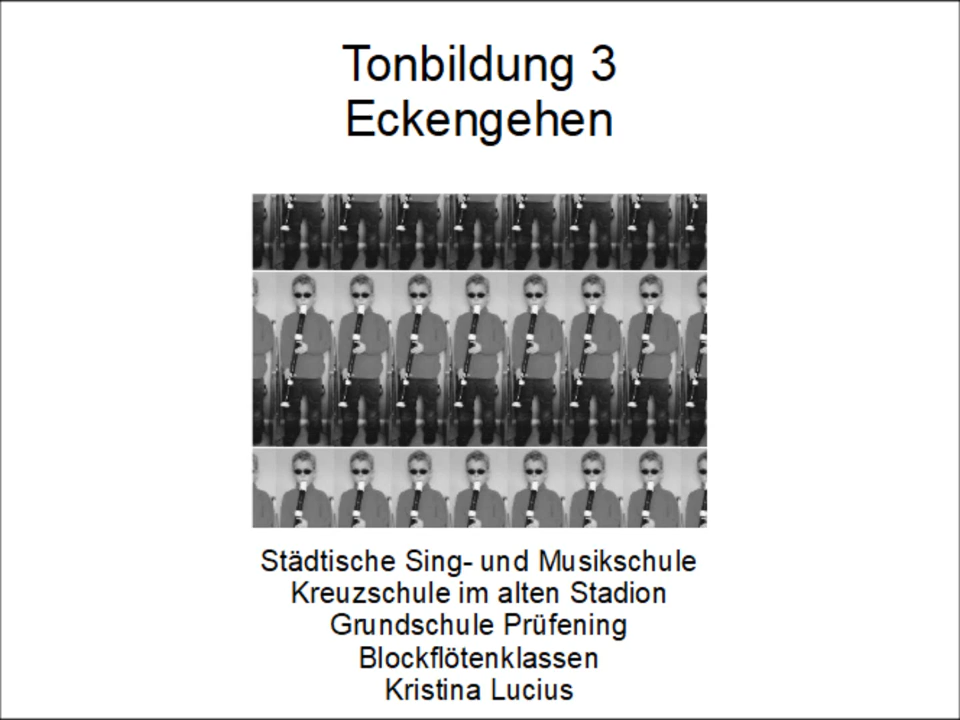 Tonbildung 3
Eckengehen
Städtische Sing- und Musikschule
Kreuzschule im alten Stadion
Grundschule Prüfening
Blockflötenklassen
Kristina Lucius